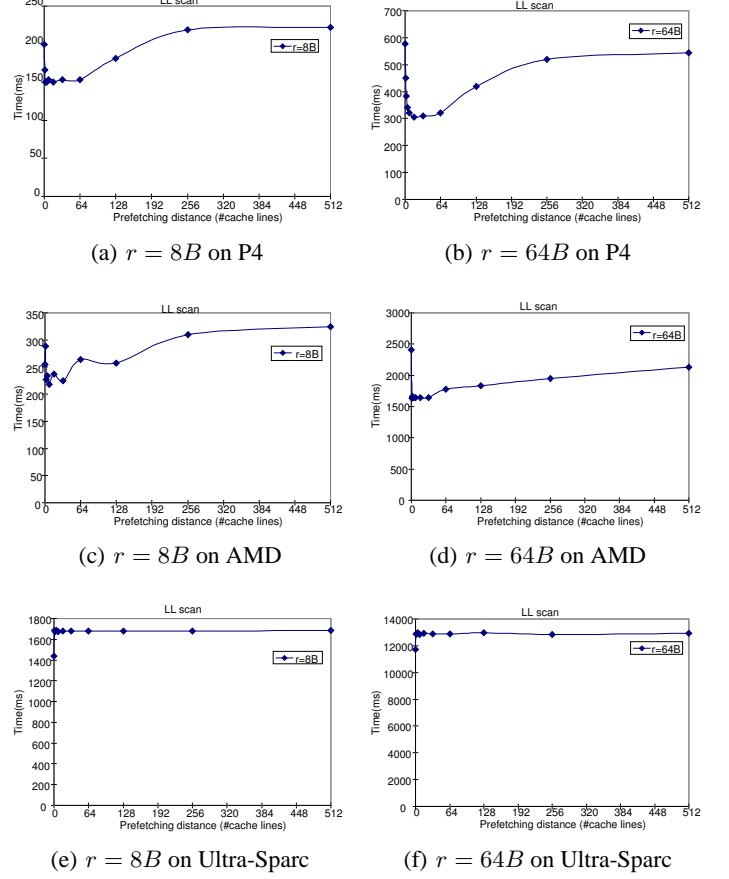 LL scan
250
200
150
100
50
0
Time(ms)
r=8B
0 64 128 192 256 320 384 448 512
Prefetching distance (#cache lines)
(a) r = 8B on P4
LL scan
700
600
500
400
300
200
100
0
Time(ms)
r=64B
0 64 128 192 256 320 384 448 512
Prefetching distance (#cache lines)
(b) r = 64B on P4
LL scan
350
300
250
200
150
100
50
0
Time(ms)
r=8B
0 64 128 192 256 320 384 448 512
Prefetching distance (#cache lines)
(c) r = 8B on AMD
LL scan
3000
2500
2000
1500
1000
500
0
Time(ms)
r=64B
0 64 128 192 256 320 384 448 512
Prefetching distance (#cache lines)
(d) r = 64B on AMD
LL scan
1800
1600
1400
1200
1000
800
600
400
200
0
Time(ms)
r=8B
0 64 128 192 256 320 384 448 512
Prefetching distance (#cache lines)
(e) r = 8B on Ultra-Sparc
LL scan
14000
12000
10000
8000
6000
4000
2000
0
Time(ms)
r=64B
0 64 128 192 256 320 384 448 512
Prefetching distance (#cache lines)
(f) r = 64B on Ultra-Sparc